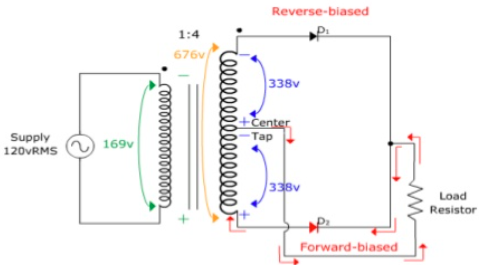 Reverse-biased
1:4
D₁
676v
-
-
338v
Supply
120vRMS
169v
+Center
-Tap
338v
Load
Resistor
+
+
D₂
Forward-biased